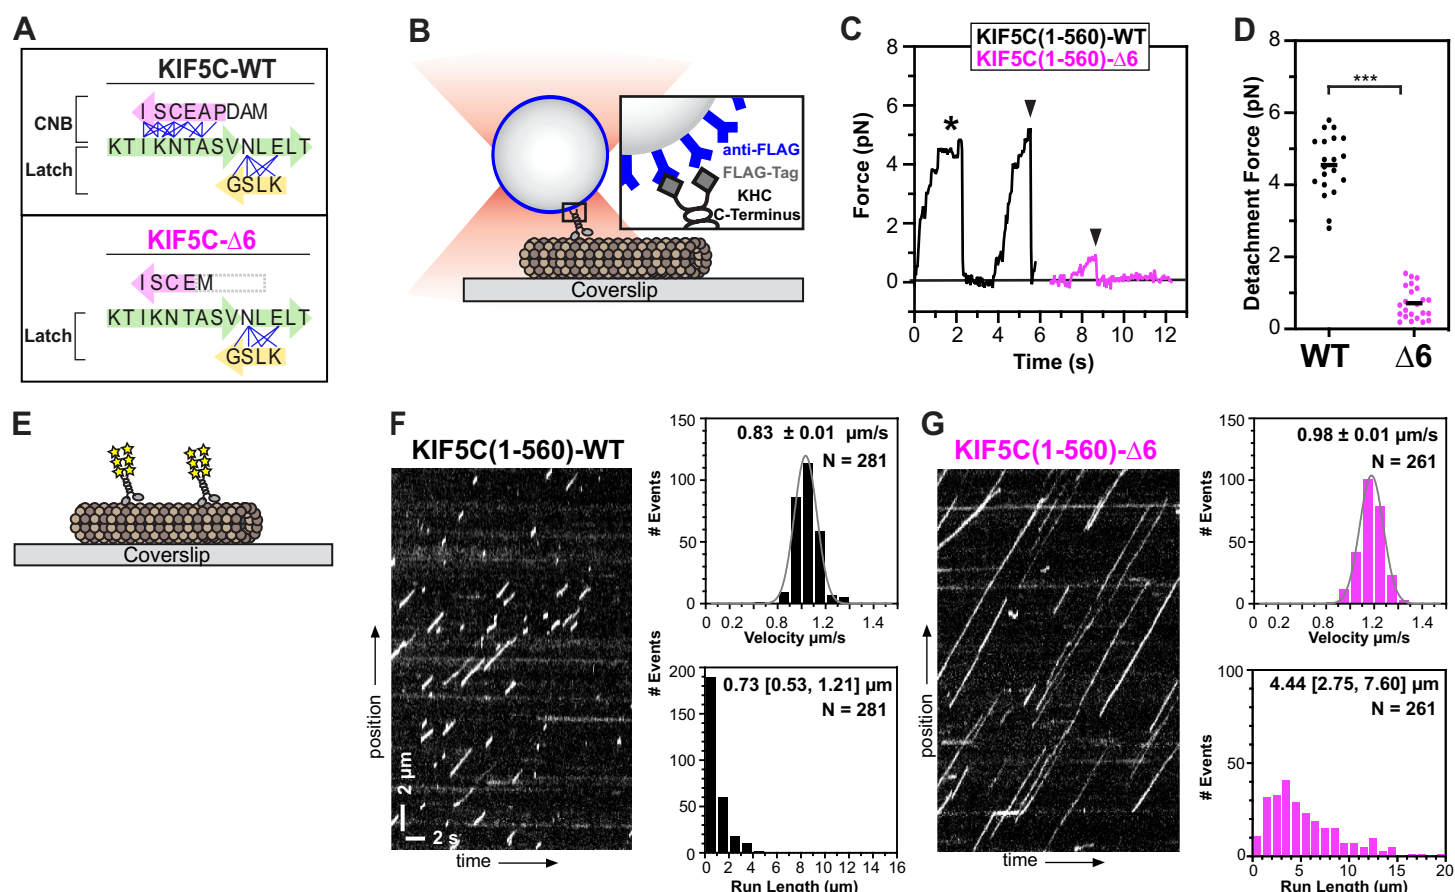 A
KIF5C-WT
CNB
ISCEAPDAM
KTIKNTASVNLELT
Latch
GSLK
KIF5C-Δ6
ISCEM
KTIKNTASVNLELT
Latch
GSLK
B
anti-FLAG
FLAG-Tag
KHC
C-Terminus
Coverslip
C
KIF5C(1-560)-WT
KIF5C(1-560)-Δ6
Force (pN)
8
6
4
2
0
*
0 2 4 6 8 10 12
Time (s)
D
Detachment Force (pN)
8
6
4
2
0
***
WT Δ6
E
Coverslip
F
KIF5C(1-560)-WT
position
2 µm
2 s
time
# Events
150
100
50
0
0.83 ± 0.01 µm/s
N = 281
0 0.2 0.8 1.2 1.4
Velocity µm/s
# Events
200
150
100
50
0
0.73 [0.53, 1.21] µm
N = 281
0 2 4 6 8 10 12 14 16
Run Length (µm)
G
KIF5C(1-560)-Δ6
position
time
# Events
150
100
50
0
0.98 ± 0.01 µm/s
N = 261
0 0.2 0.8 1.2 1.4
Velocity µm/s
# Events
100
50
0
4.44 [2.75, 7.60] µm
N = 261
0 5 10 15 20
Run Length (µm)